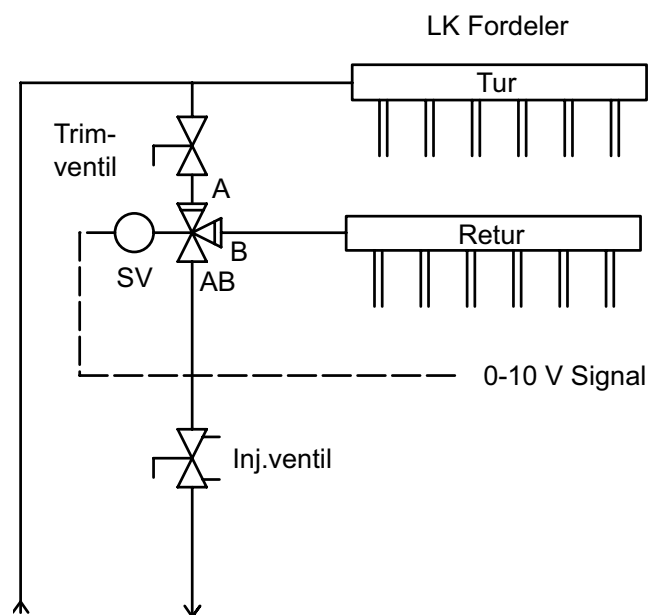 LK Fordeler
Tur
Trim-
ventil
A
Retur
B
SV
AB
0-10 V Signal
Inj.ventil